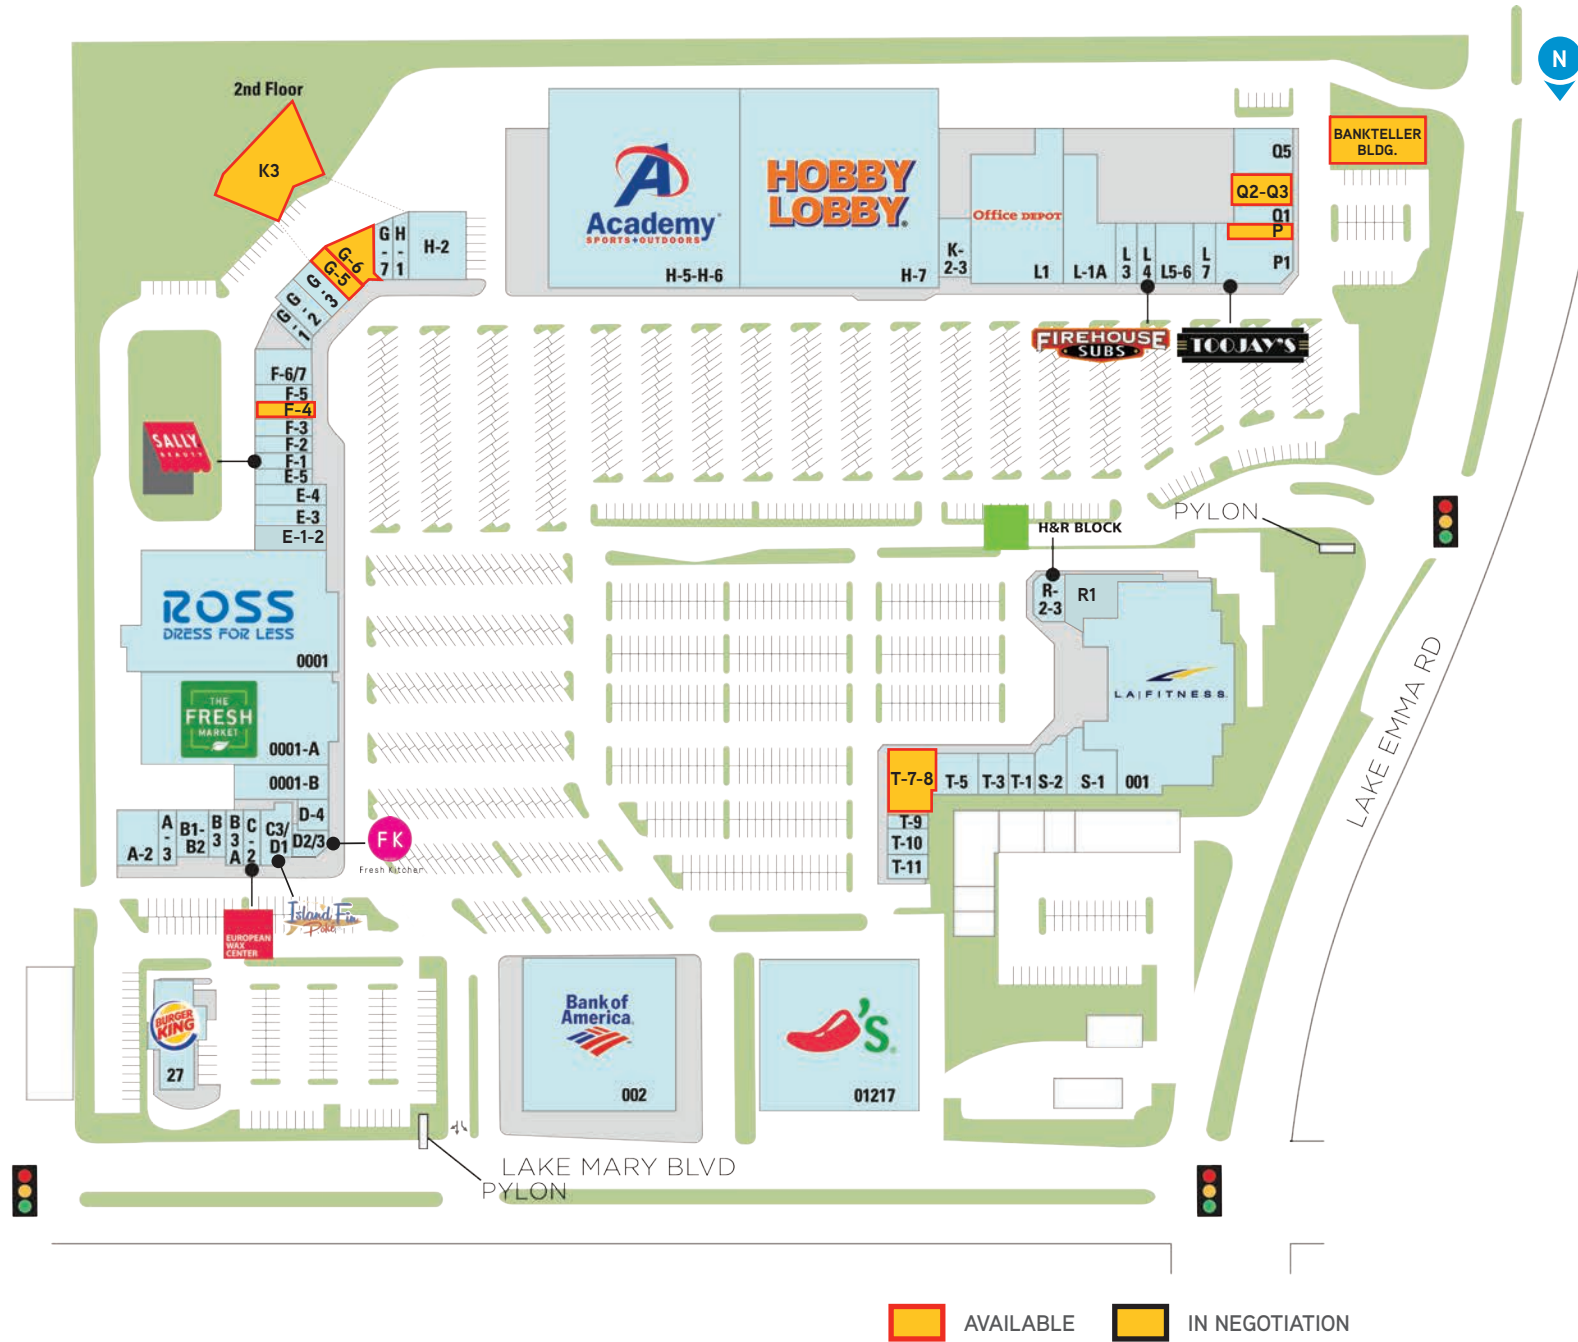 N
2nd Floor
K3
BANKTELLER
BLDG.
Academy
SPORTS+OUTDOORS
H-5-H-6
HOBBY
LOBBY
H-7
Office DEPOT
K-
2-3
L1
L-1A
L
3
L
4
L5-6
L
7
Q5
Q2-Q3
Q1
P
P1
G
-
7
H
-
1
H-2
G-6
G-5
G-3
G-2
G-1
FIREHOUSE
SUBS
TOOJAY'S
F-6/7
F-5
F-4
F-3
F-2
F-1
E-5
E-4
E-3
E-1-2
SALLY
BEAUTY
PYLON
H&R BLOCK
R-
2-3
R1
ROSS
DRESS FOR LESS
0001
THE
FRESH
MARKET
0001-A
0001-B
LA|FITNESS
LAKE EMMA RD
T-7-8
T-5
T-3
T-1
S-2
S-1
001
T-9
T-10
T-11
A-2
A
-
3
B1-
B2
B
3
B
3
A
C
-
2
C3/
D1
D-4
D2/3
FK
Fresh Kitchen
EUROPEAN
WAX
CENTER
Island Fin
Poké
BURGER
KING
27
Bank of
America
002
'S
01217
LAKE MARY BLVD
PYLON
AVAILABLE
IN NEGOTIATION